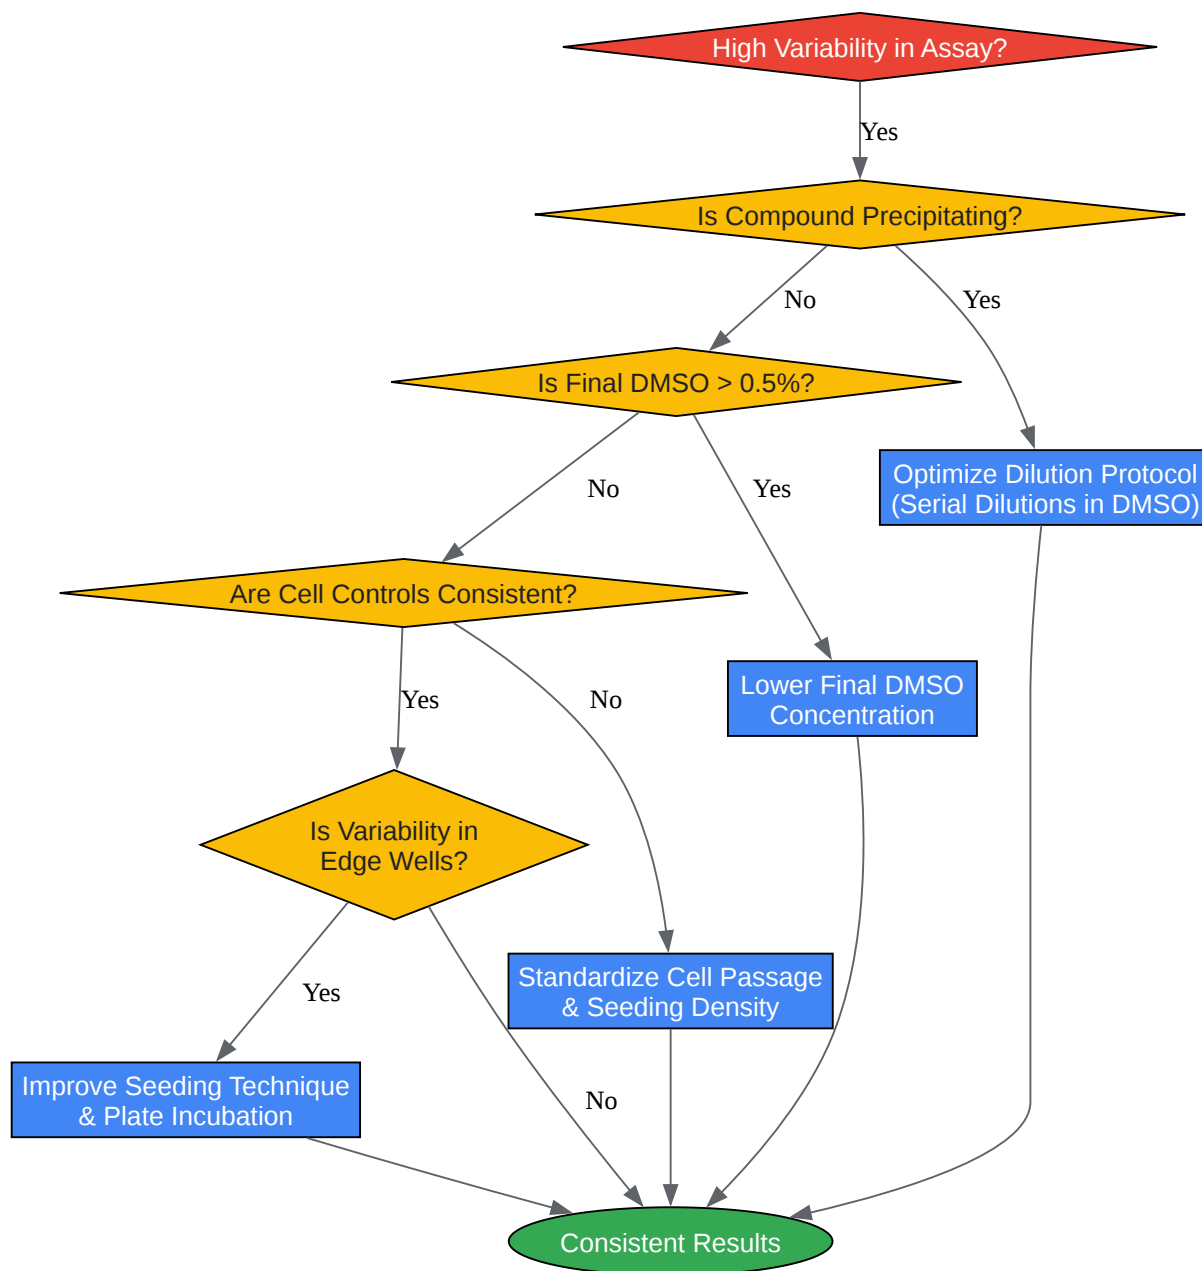 High Variability in Assay?
Yes
Is Compound Precipitating?
No
Yes
Is Final DMSO > 0.5%?
No
Yes
Optimize Dilution Protocol
(Serial Dilutions in DMSO)
Are Cell Controls Consistent?
Yes
No
Lower Final DMSO
Concentration
Is Variability in
Edge Wells?
Yes
No
Standardize Cell Passage
& Seeding Density
Improve Seeding Technique
& Plate Incubation
Consistent Results